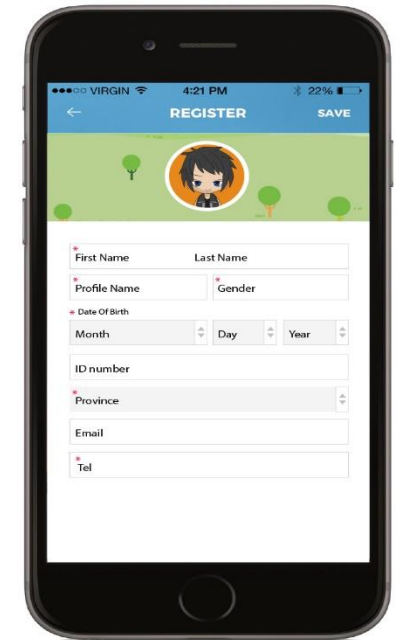 ●●●○○ VIRGIN 4:21 PM 22%
← REGISTER SAVE
* First Name Last Name
* Profile Name * Gender
* Date Of Birth
Month Day Year
ID number
* Province
Email
* Tel